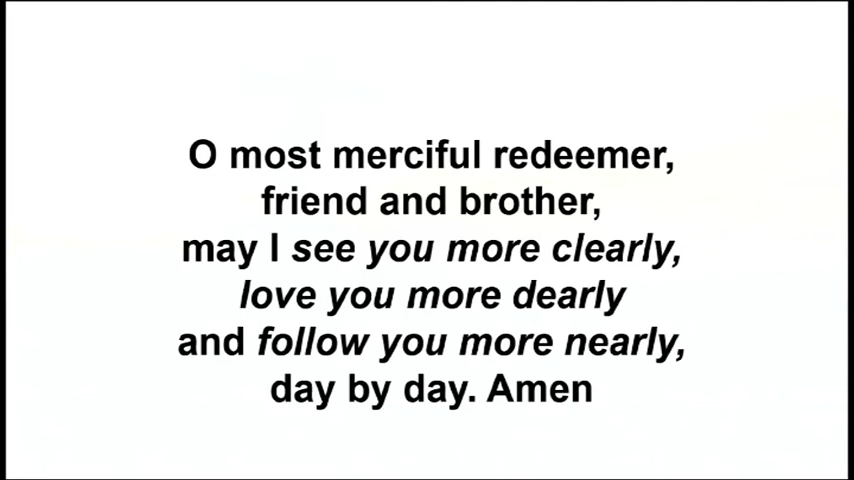 O most merciful redeemer,
friend and brother,
may I see you more clearly,
love you more dearly
and follow you more nearly,
day by day. Amen